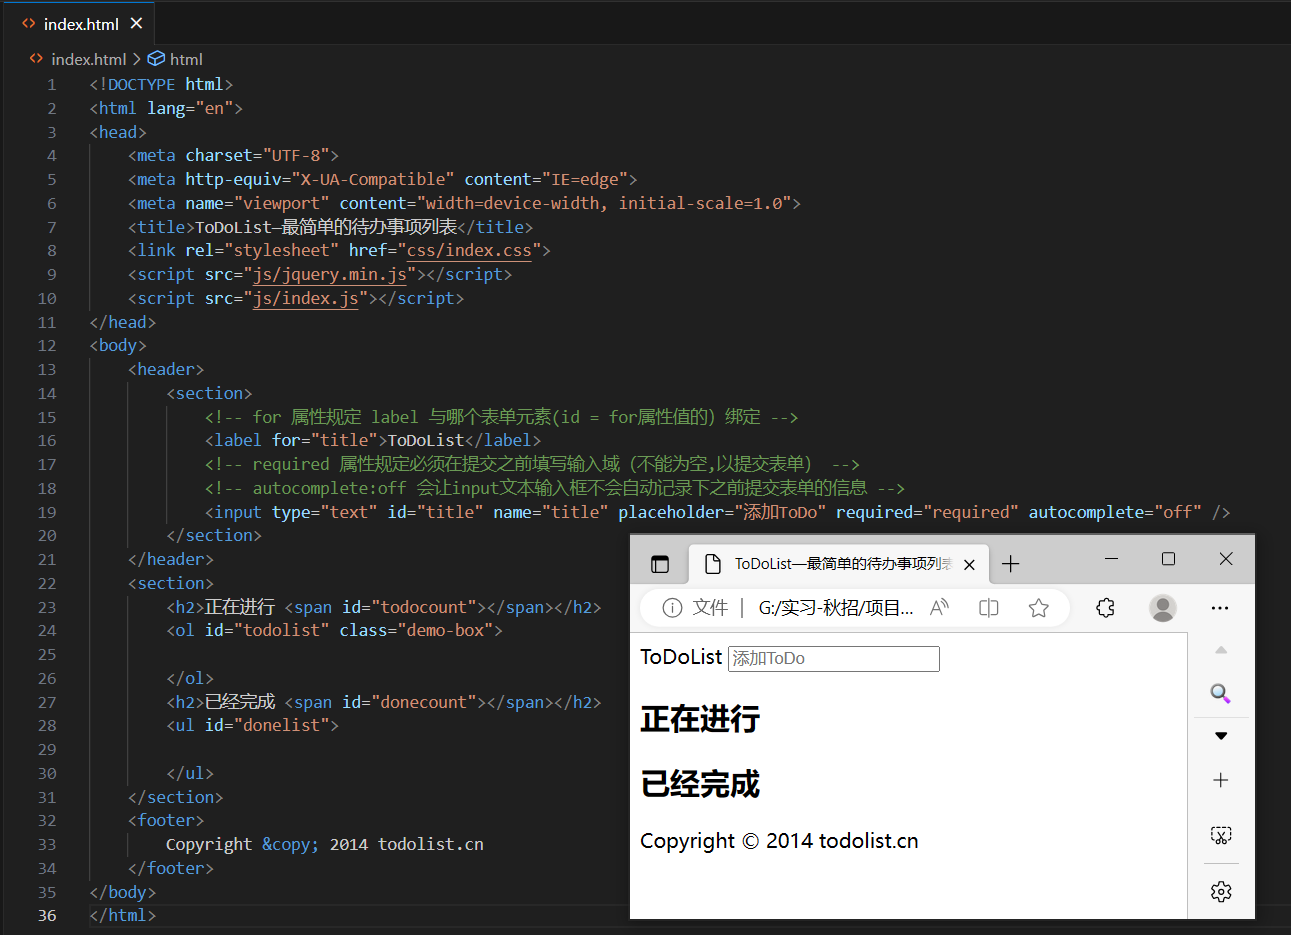 index.html
index.html > html
1 <!DOCTYPE html>
2 <html lang="en">
3 <head>
4 <meta charset="UTF-8">
5 <meta http-equiv="X-UA-Compatible" content="IE=edge">
6 <meta name="viewport" content="width=device-width, initial-scale=1.0">
7 <title>ToDoList—最简单的待办事项列表</title>
8 <link rel="stylesheet" href="css/index.css">
9 <script src="js/jquery.min.js"></script>
10 <script src="js/index.js"></script>
11 </head>
12 <body>
13 <header>
14 <section>
15 <!-- for 属性规定 label 与哪个表单元素(id = for属性值的) 绑定 -->
16 <label for="title">ToDoList</label>
17 <!-- required 属性规定必须在提交之前填写输入域（不能为空,以提交表单） -->
18 <!-- autocomplete:off 会让input文本输入框不会自动记录下之前提交表单的信息 -->
19 <input type="text" id="title" name="title" placeholder="添加ToDo" required="required" autocomplete="off" />
20 </section>
21 </header>
22 <section>
23 <h2>正在进行 <span id="todocount"></span></h2>
24 <ol id="todolist" class="demo-box">
25
26 </ol>
27 <h2>已经完成 <span id="donecount"></span></h2>
28 <ul id="donelist">
29
30 </ul>
31 </section>
32 <footer>
33 Copyright &copy; 2014 todolist.cn
34 </footer>
35 </body>
36 </html>
ToDoList—最简单的待办事项列表
文件 | G:/实习-秋招/项目...
ToDoList 添加ToDo
正在进行
已经完成
Copyright © 2014 todolist.cn